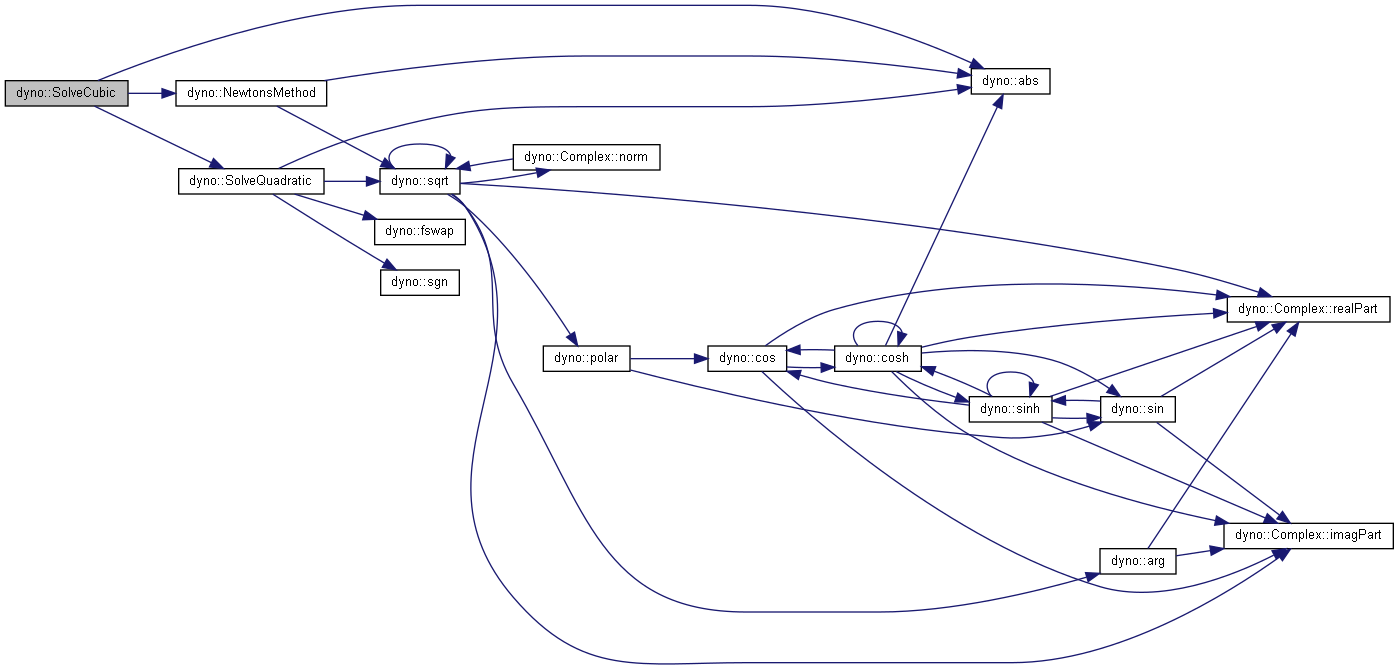 dyno::SolveCubic
dyno::NewtonsMethod
dyno::abs
dyno::Complex::norm
dyno::SolveQuadratic
dyno::sqrt
dyno::fswap
dyno::sgn
dyno::Complex::realPart
dyno::polar
dyno::cos
dyno::cosh
dyno::sinh
dyno::sin
dyno::Complex::imagPart
dyno::arg